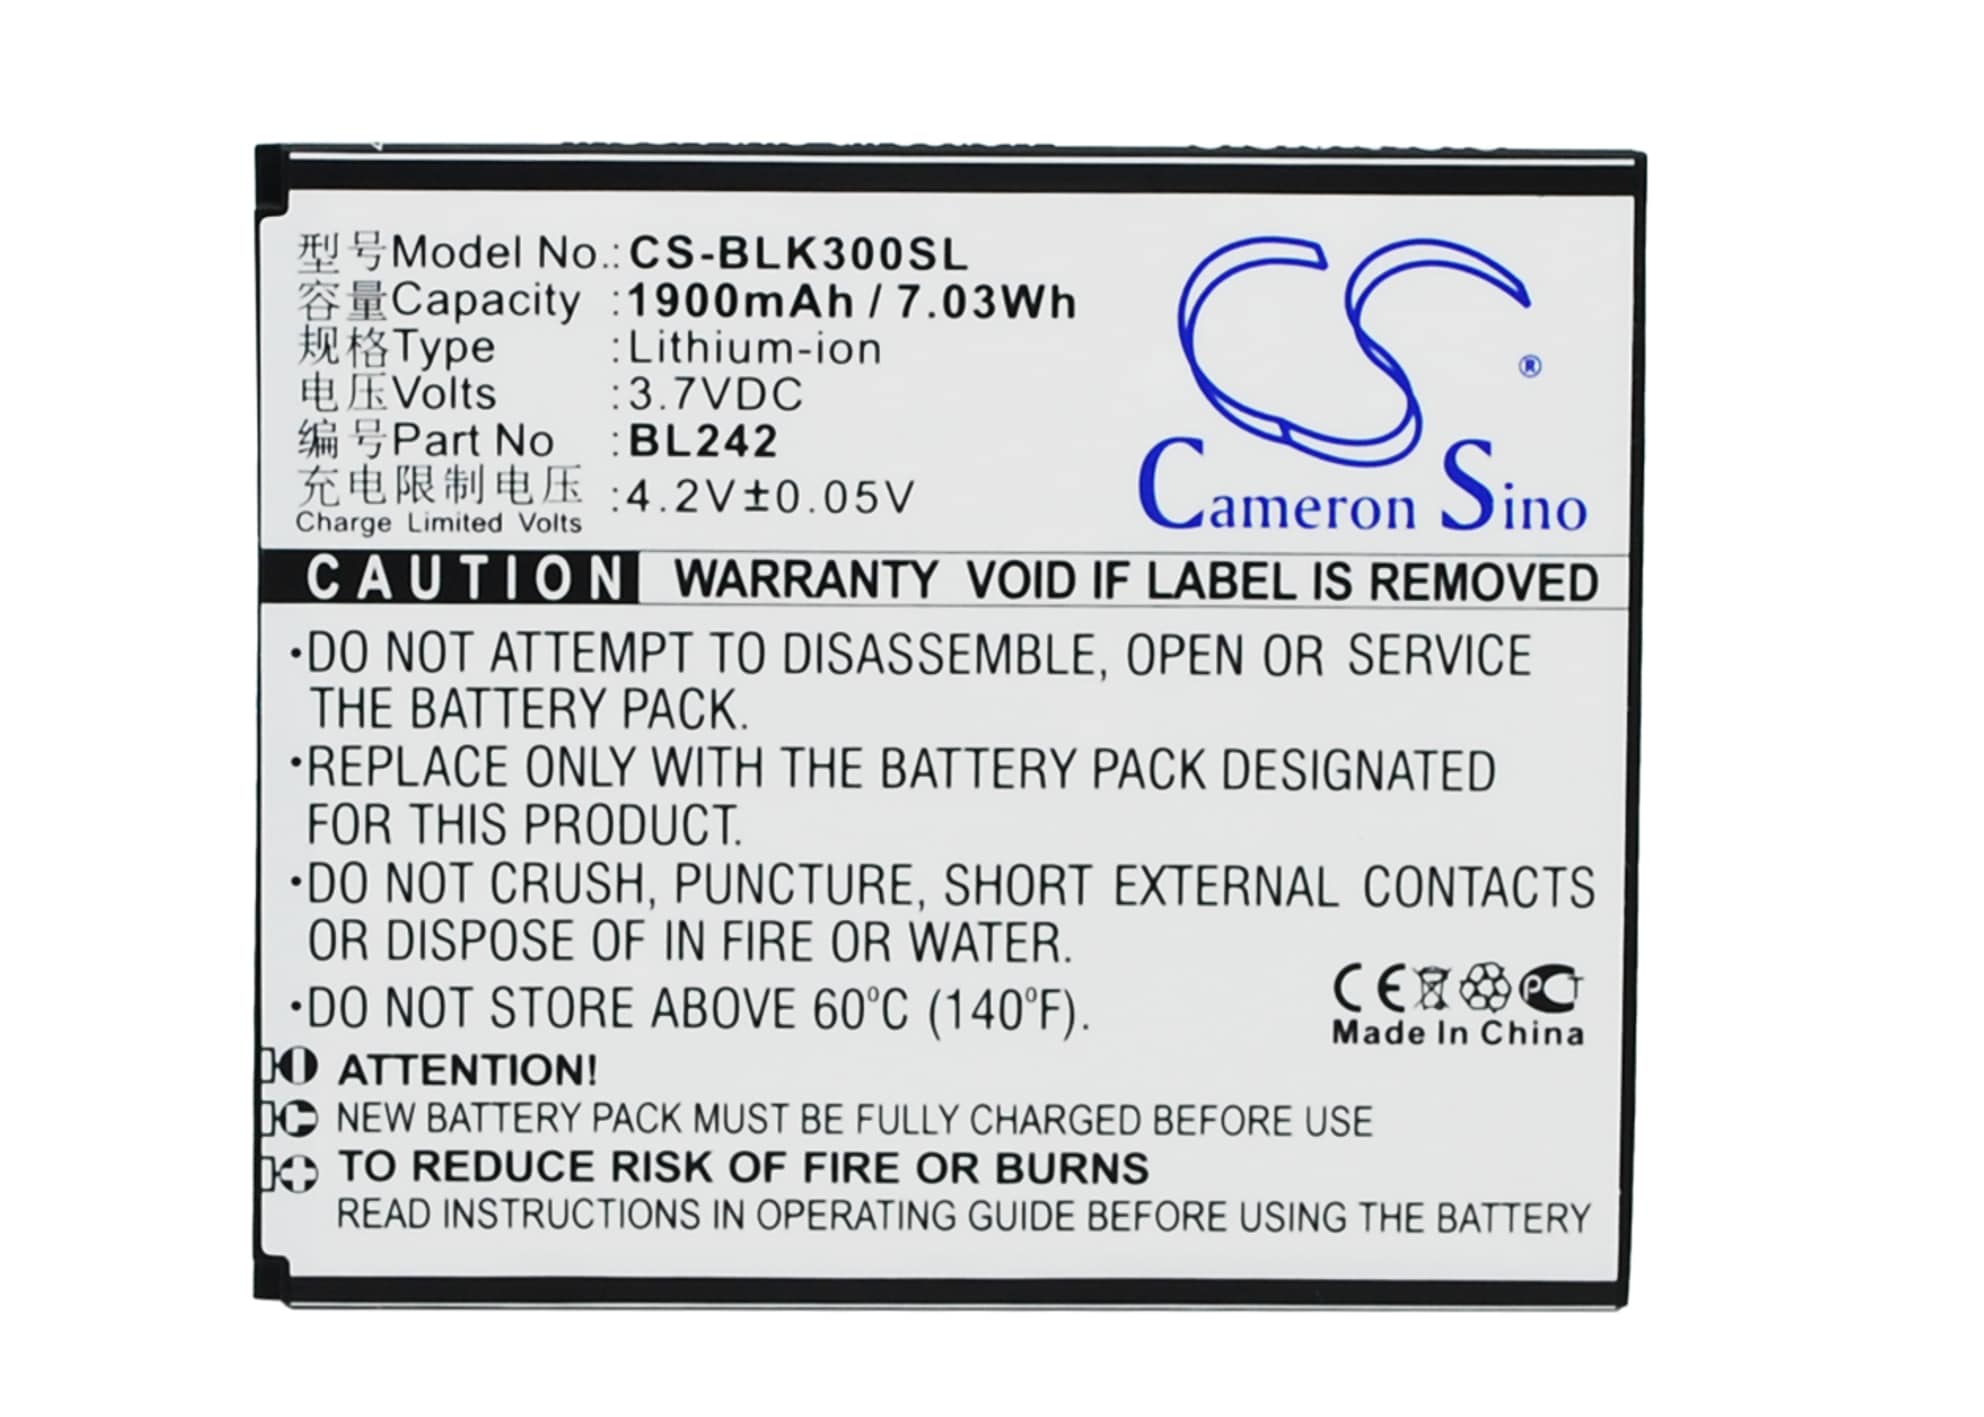 型号Model No.: CS-BLK300SL
容量Capacity : 1900mAh / 7.03Wh
规格Type : Lithium-ion
电压Volts : 3.7VDC
编号Part No : BL242
充电限制电压 : 4.2V±0.05V
Charge Limited Volts
CS ®
Cameron Sino
CAUTION WARRANTY VOID IF LABEL IS REMOVED
·DO NOT ATTEMPT TO DISASSEMBLE, OPEN OR SERVICE
THE BATTERY PACK.
·REPLACE ONLY WITH THE BATTERY PACK DESIGNATED
FOR THIS PRODUCT.
·DO NOT CRUSH, PUNCTURE, SHORT EXTERNAL CONTACTS
OR DISPOSE OF IN FIRE OR WATER.
·DO NOT STORE ABOVE 60°C (140°F).
CE PCT
Made In China
ATTENTION!
C NEW BATTERY PACK MUST BE FULLY CHARGED BEFORE USE
+ TO REDUCE RISK OF FIRE OR BURNS
READ INSTRUCTIONS IN OPERATING GUIDE BEFORE USING THE BATTERY